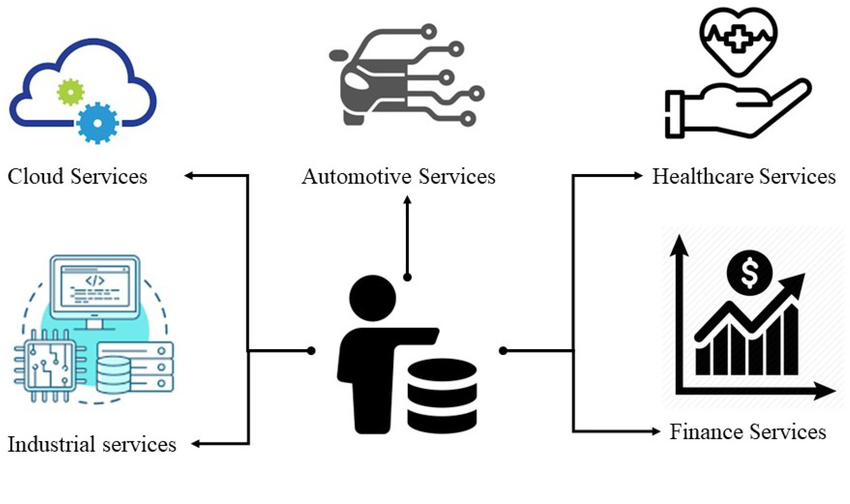 Cloud Services
Automotive Services
Healthcare Services
</>
$
Industrial services
Finance Services